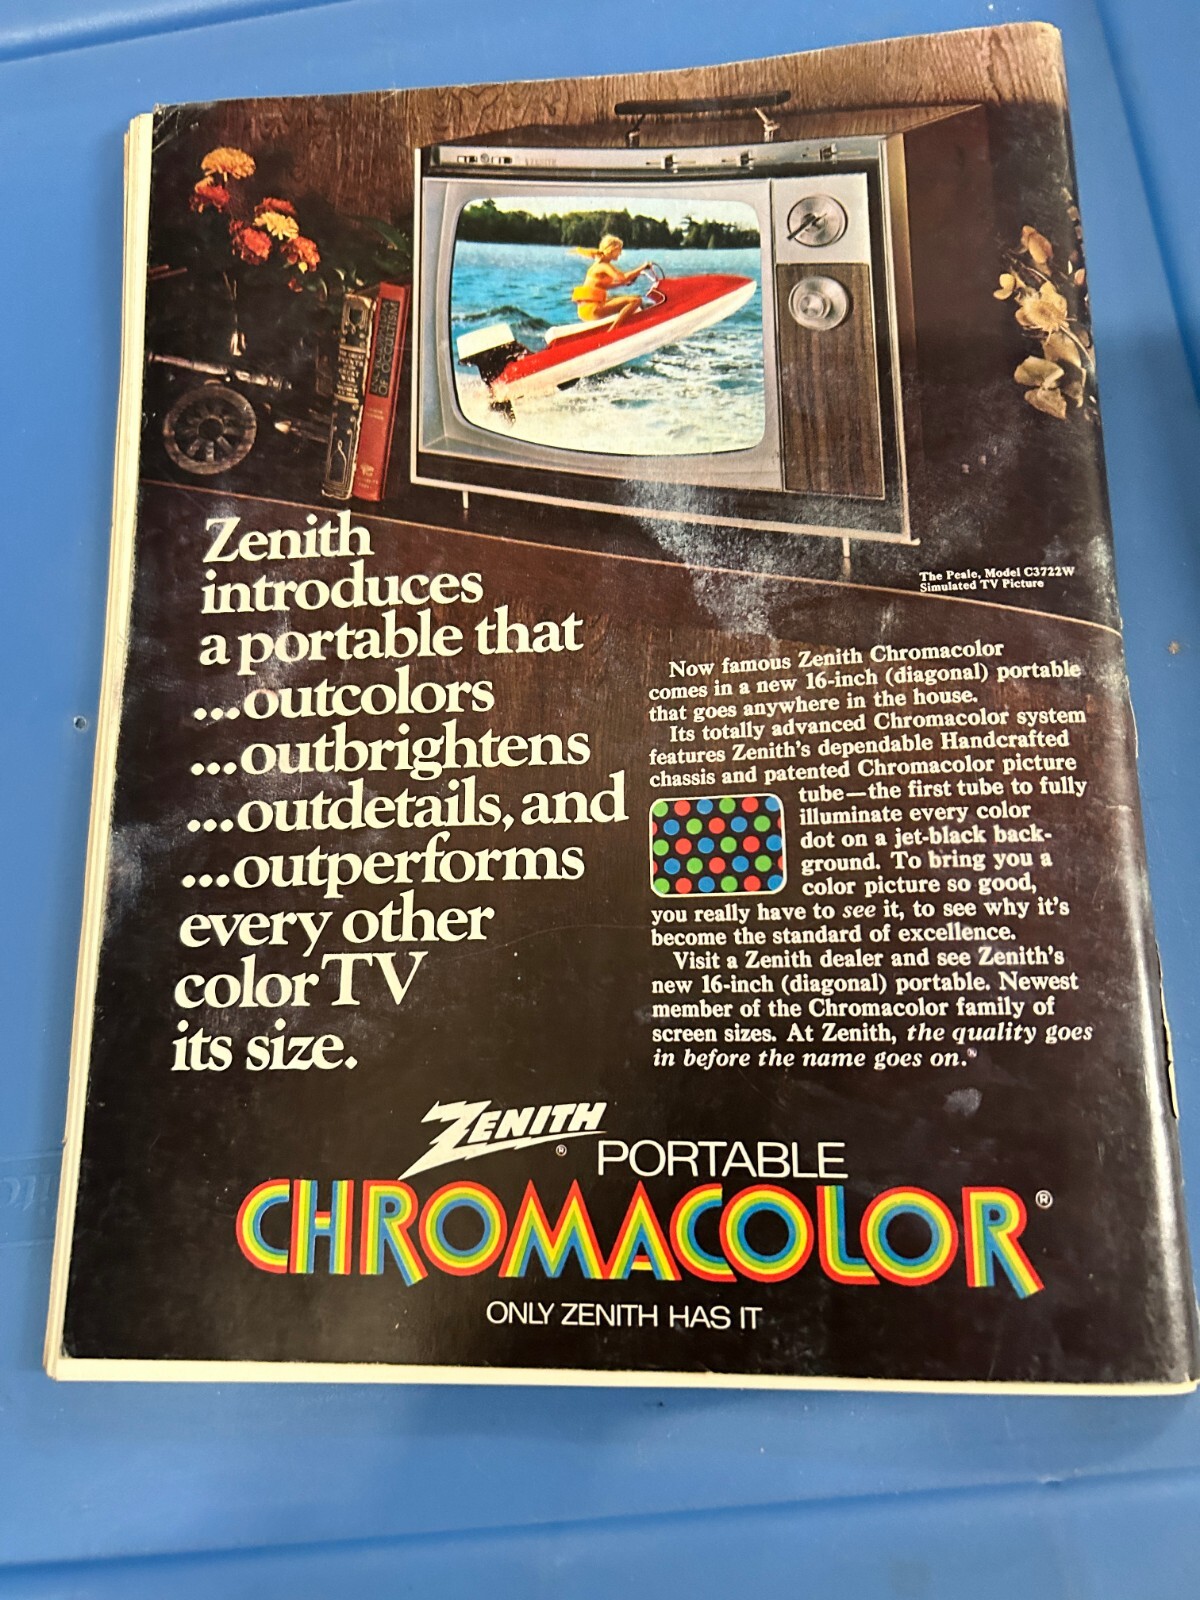 ZENITH
OF OCCULTISM
The Peale, Model C3722W
Simulated TV Picture
Zenith
introduces
a portable that
...outcolors
...outbrightens
...outdetails, and
...outperforms
every other
color TV
its size.
Now famous Zenith Chromacolor
comes in a new 16-inch (diagonal) portable
that goes anywhere in the house.
Its totally advanced Chromacolor system
features Zenith's dependable Handcrafted
chassis and patented Chromacolor picture
tube—the first tube to fully
illuminate every color
dot on a jet-black back-
ground. To bring you a
color picture so good,
you really have to see it, to see why it's
become the standard of excellence.
Visit a Zenith dealer and see Zenith's
new 16-inch (diagonal) portable. Newest
member of the Chromacolor family of
screen sizes. At Zenith, the quality goes
in before the name goes on.®
ZENITH®
PORTABLE
CHROMACOLOR®
ONLY ZENITH HAS IT